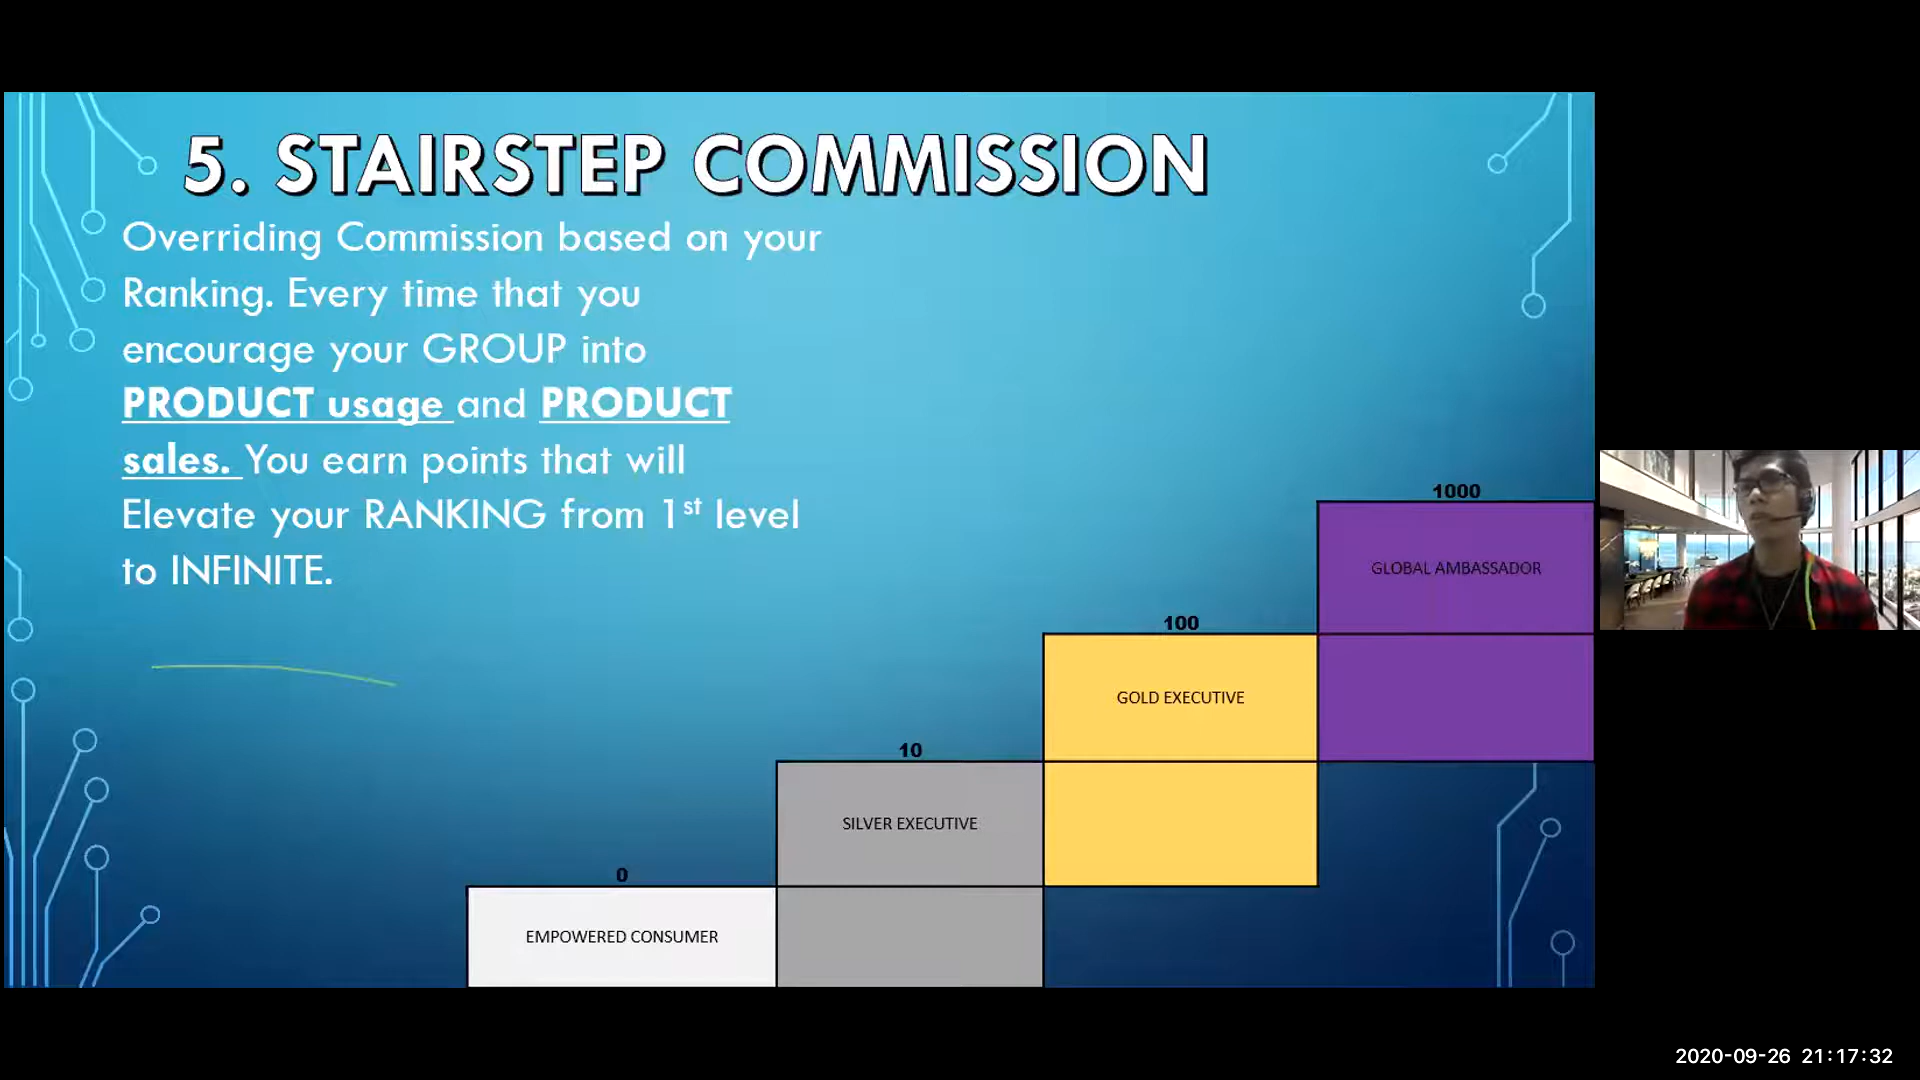 5. STAIRSTEP COMMISSION
Overriding Commission based on your
Ranking. Every time that you
encourage your GROUP into
PRODUCT usage and PRODUCT
sales. You earn points that will
Elevate your RANKING from 1st level
to INFINITE.
1000
GLOBAL AMBASSADOR
100
GOLD EXECUTIVE
10
SILVER EXECUTIVE
0
EMPOWERED CONSUMER
2020-09-26 21:17:32